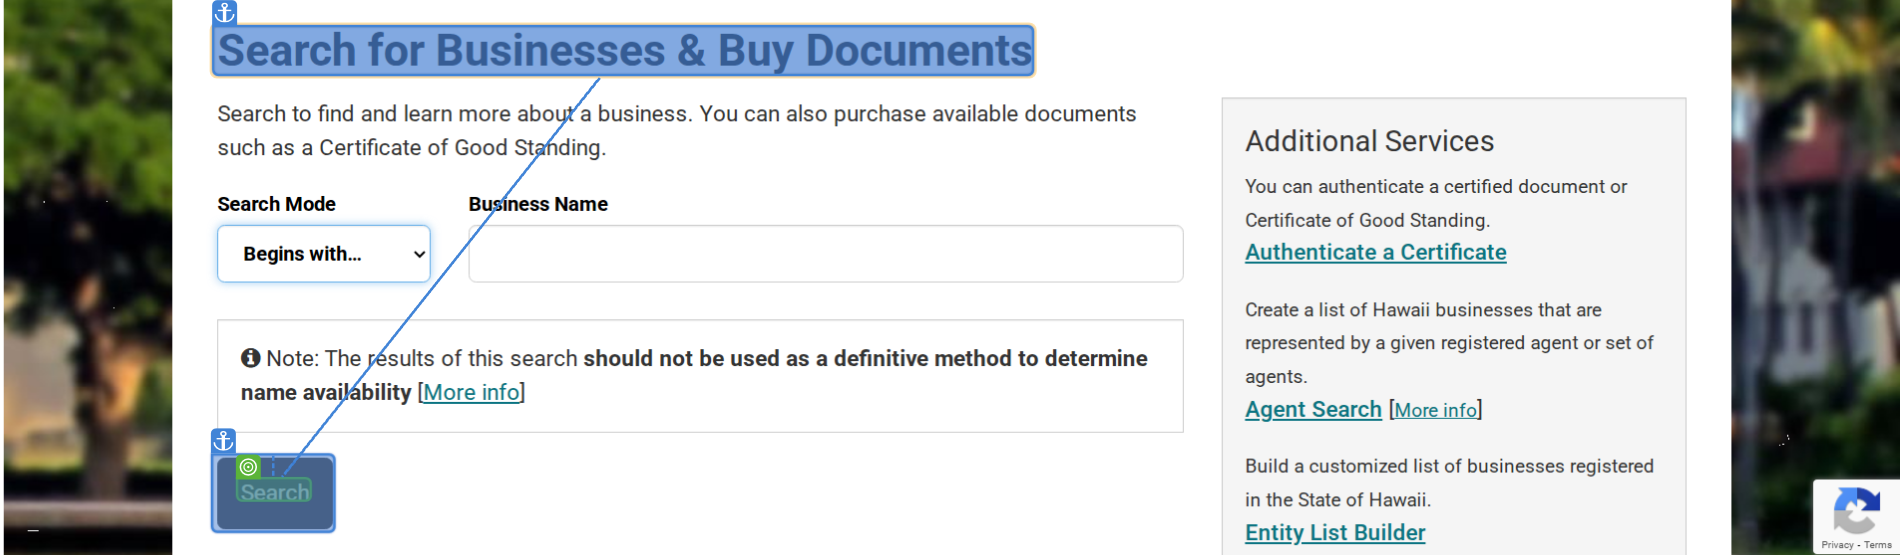 Search for Businesses & Buy Documents
Search to find and learn more about a business. You can also purchase available documents
such as a Certificate of Good Standing.
Search Mode
Business Name
Begins with...
Note: The results of this search should not be used as a definitive method to determine
name availability [More info]
Search
Additional Services
You can authenticate a certified document or
Certificate of Good Standing.
Authenticate a Certificate
Create a list of Hawaii businesses that are
represented by a given registered agent or set of
agents.
Agent Search [More info]
Build a customized list of businesses registered
in the State of Hawaii.
Entity List Builder
Privacy - Terms